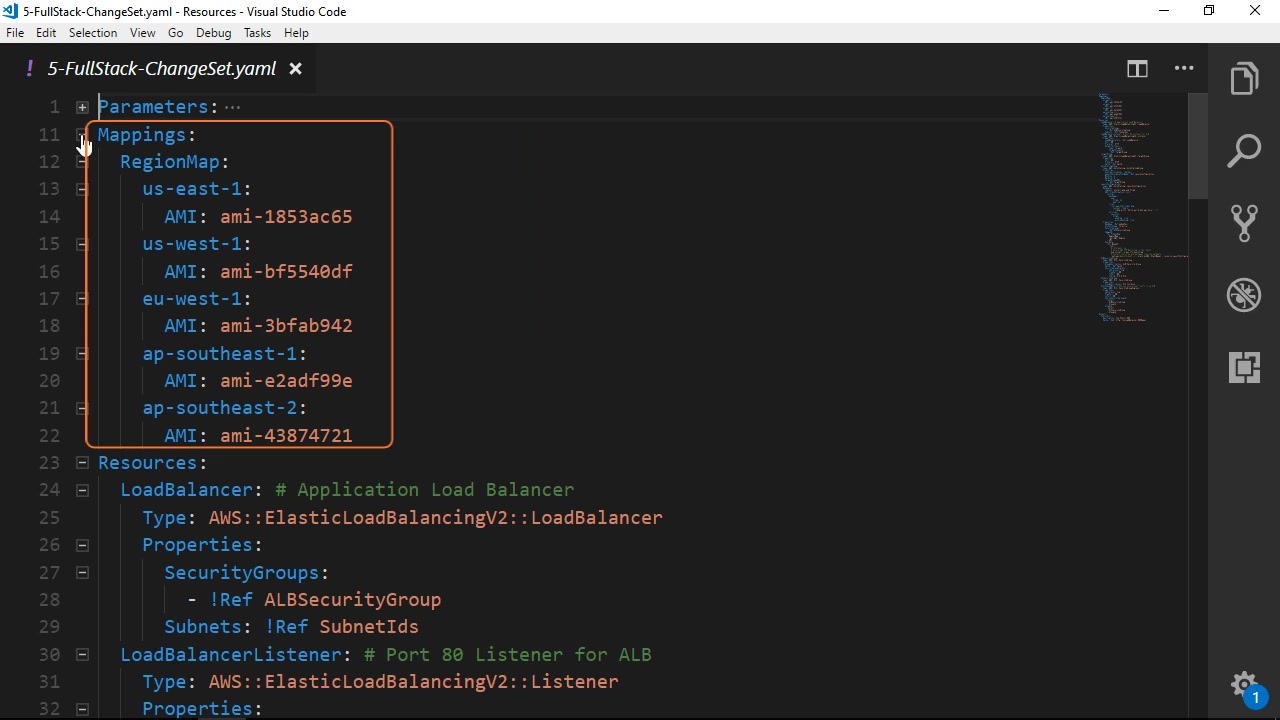 5-FullStack-ChangeSet.yaml - Resources - Visual Studio Code
File Edit Selection View Go Debug Tasks Help
! 5-FullStack-ChangeSet.yaml ×
1 Parameters: ···
11 Mappings:
12 RegionMap:
13 us-east-1:
14 AMI: ami-1853ac65
15 us-west-1:
16 AMI: ami-bf5540df
17 eu-west-1:
18 AMI: ami-3bfab942
19 ap-southeast-1:
20 AMI: ami-e2adf99e
21 ap-southeast-2:
22 AMI: ami-43874721
23 Resources:
24 LoadBalancer: # Application Load Balancer
25 Type: AWS::ElasticLoadBalancingV2::LoadBalancer
26 Properties:
27 SecurityGroups:
28 - !Ref ALBSecurityGroup
29 Subnets: !Ref SubnetIds
30 LoadBalancerListener: # Port 80 Listener for ALB
31 Type: AWS::ElasticLoadBalancingV2::Listener
32 Properties:
1